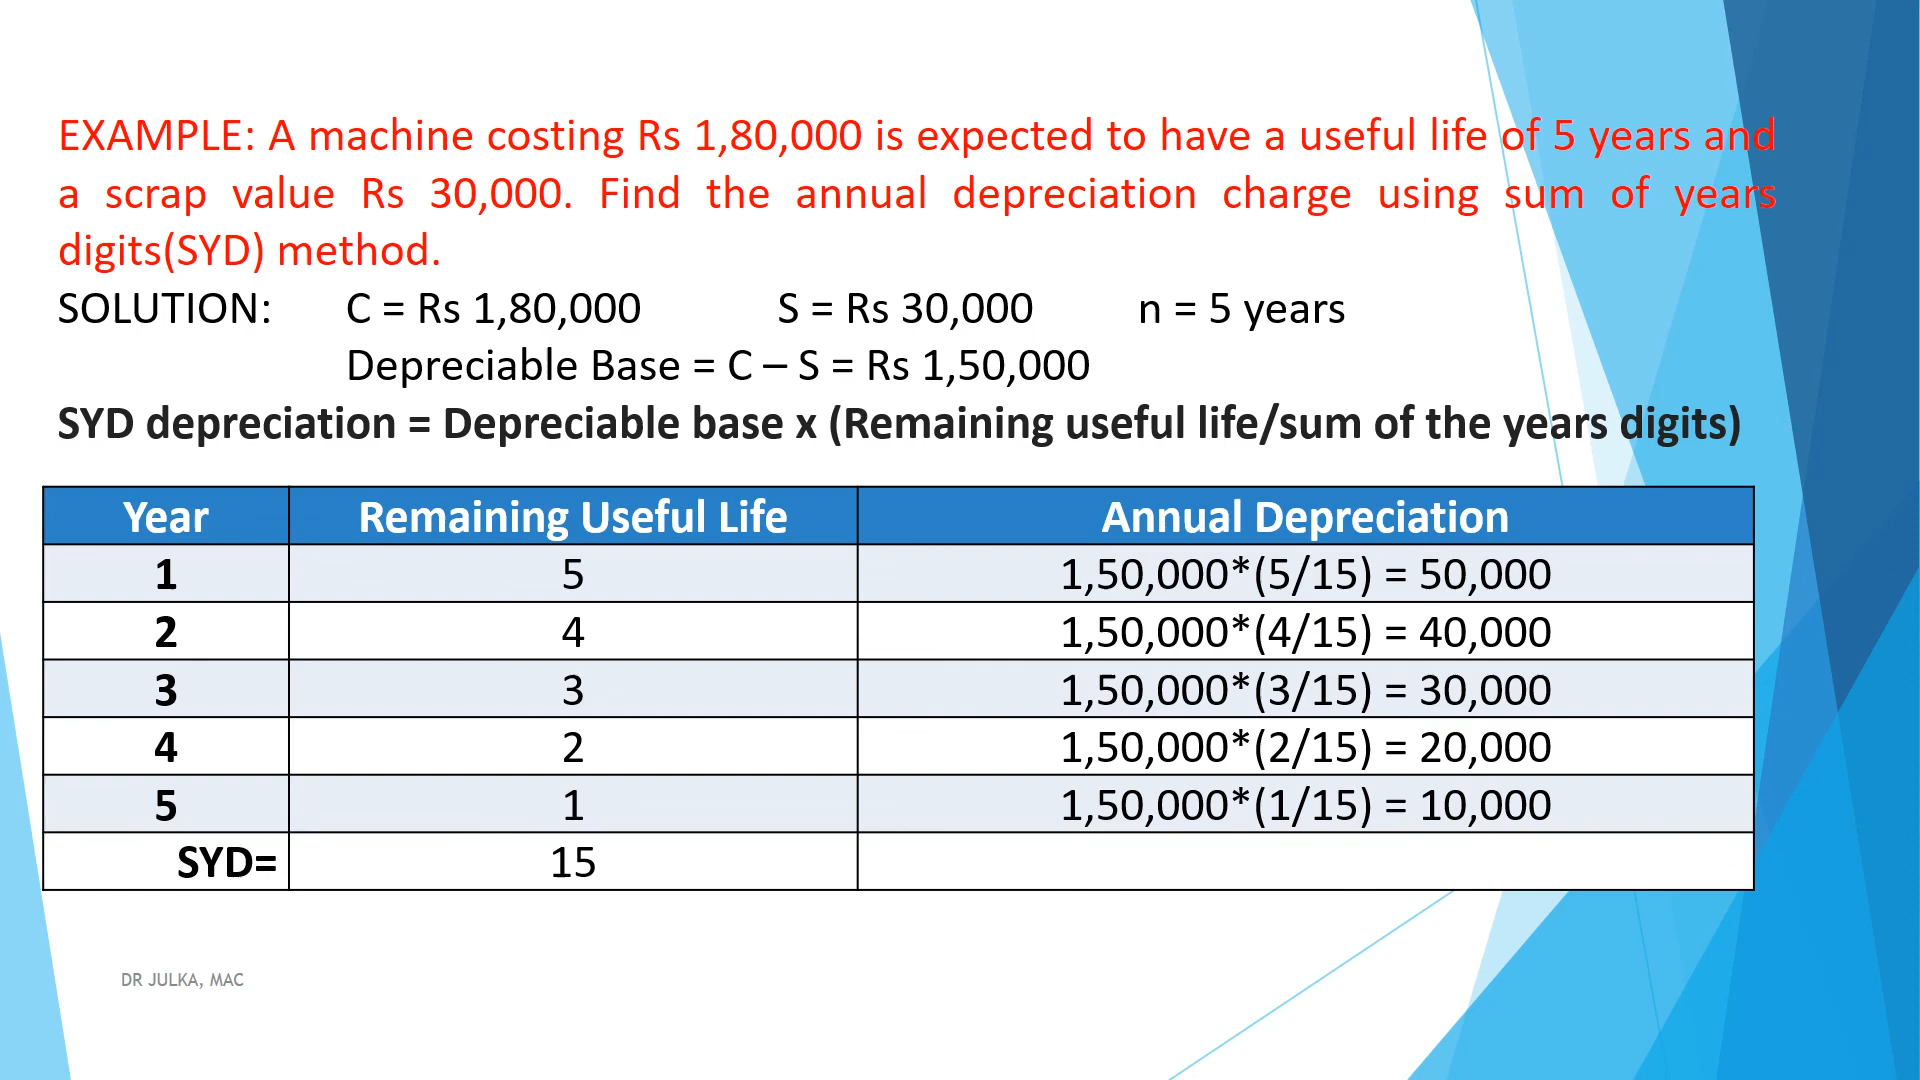 EXAMPLE: A machine costing Rs 1,80,000 is expected to have a useful life of 5 years and
a scrap value Rs 30,000. Find the annual depreciation charge using sum of years
digits(SYD) method.
SOLUTION: C = Rs 1,80,000 S = Rs 30,000 n = 5 years
Depreciable Base = C – S = Rs 1,50,000
SYD depreciation = Depreciable base x (Remaining useful life/sum of the years digits)
Year Remaining Useful Life Annual Depreciation
1 5 1,50,000*(5/15) = 50,000
2 4 1,50,000*(4/15) = 40,000
3 3 1,50,000*(3/15) = 30,000
4 2 1,50,000*(2/15) = 20,000
5 1 1,50,000*(1/15) = 10,000
SYD= 15
DR JULKA, MAC